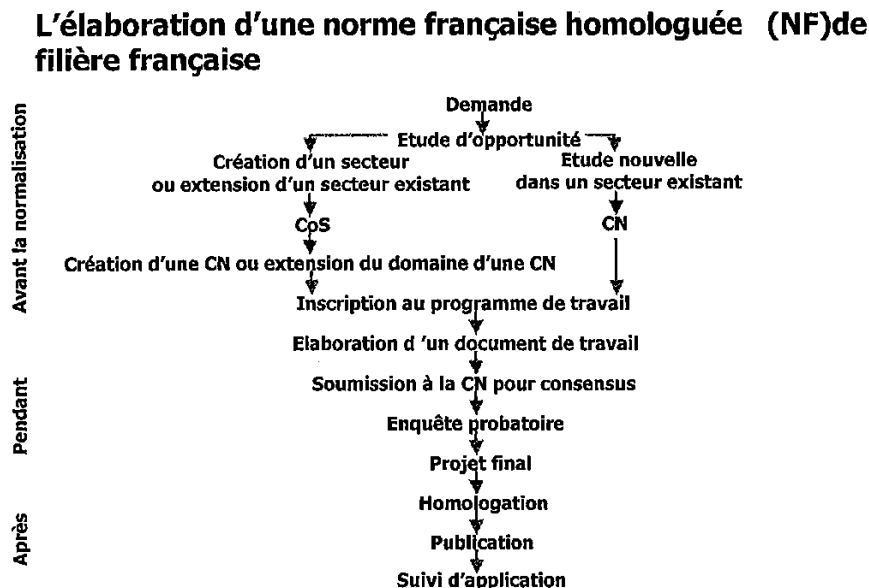 L'élaboration d'une norme française homologuée (NF)de
filière française
Avant la normalisation
Demande
Etude d'opportunité
Création d'un secteur
ou extension d'un secteur existant
Etude nouvelle
dans un secteur existant
CoS
CN
Création d'une CN ou extension du domaine d'une CN
Inscription au programme de travail
Elaboration d 'un document de travail
Pendant
Soumission à la CN pour consensus
Enquête probatoire
Projet final
Après
Homologation
Publication
Suivi d'application